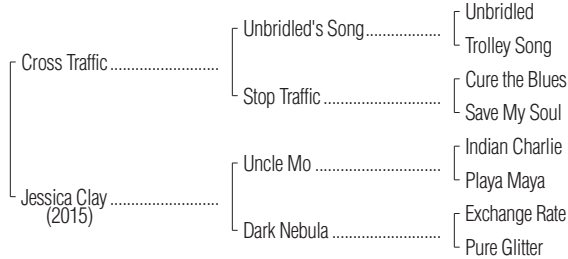 Unbridled
Unbridled's Song
Trolley Song
Cross Traffic
Cure the Blues
Stop Traffic
Save My Soul
Indian Charlie
Uncle Mo
Playa Maya
Jessica Clay
(2015)
Exchange Rate
Dark Nebula
Pure Glitter